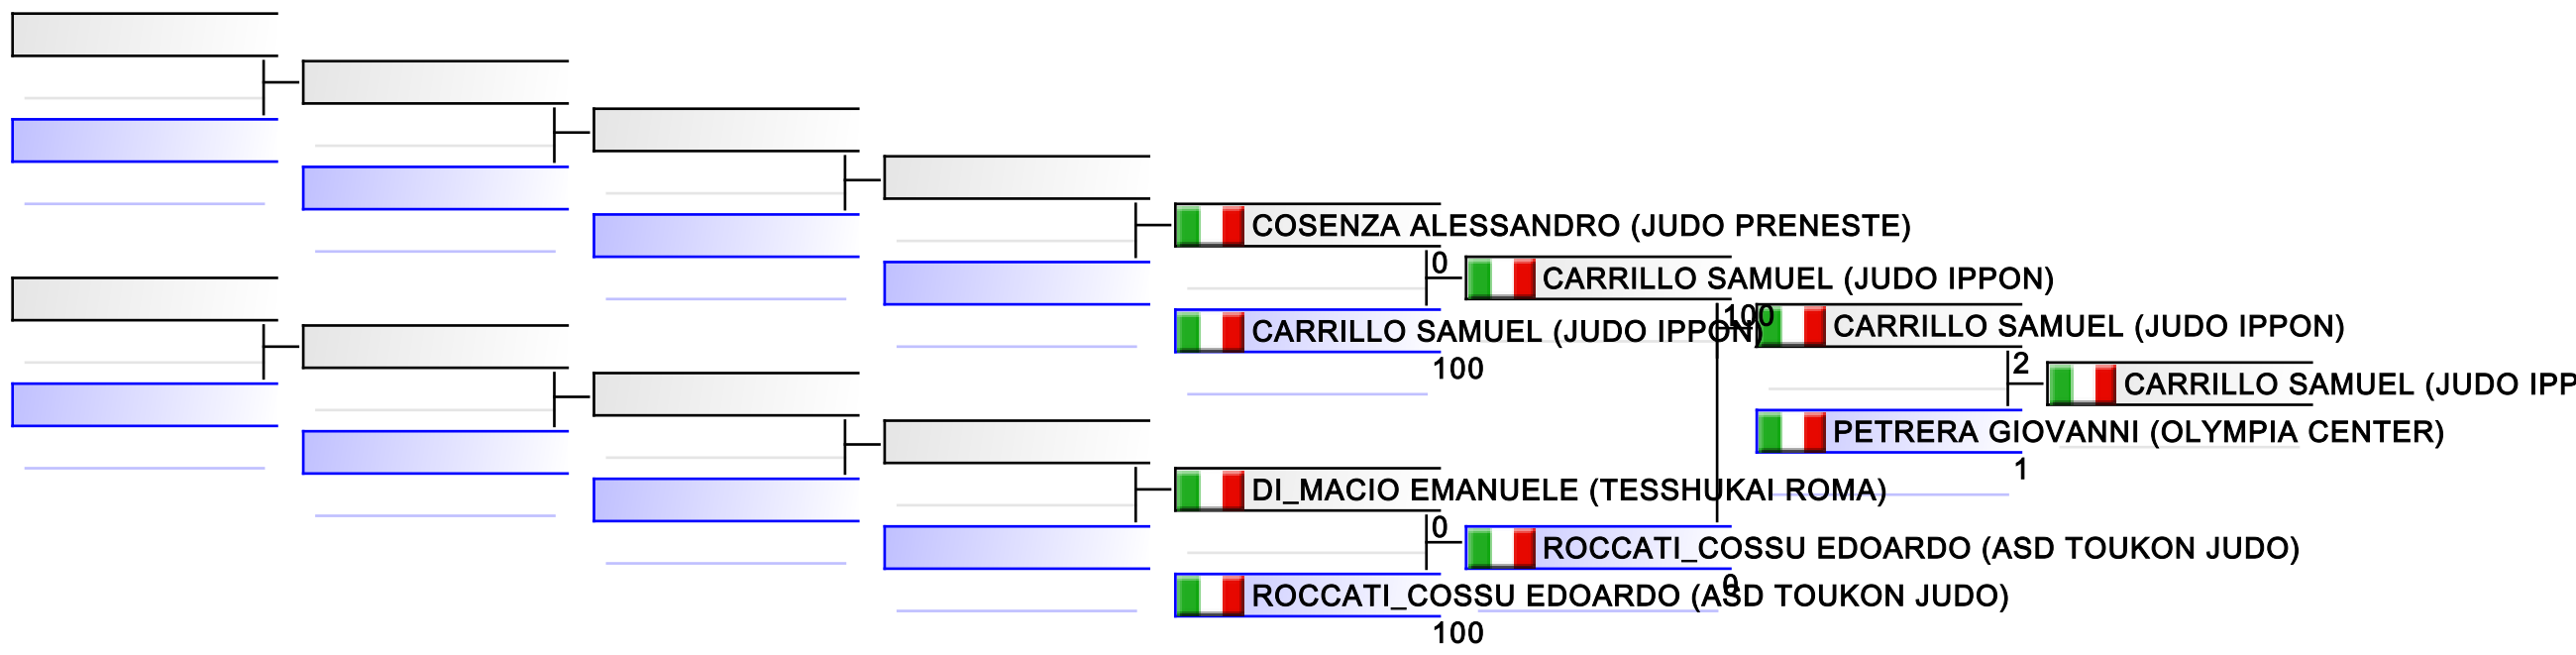 COSENZA ALESSANDRO (JUDO PRENESTE)
0
CARRILLO SAMUEL (JUDO IPPON)
100
CARRILLO SAMUEL (JUDO IPPON)
CARRILLO SAMUEL (JUDO IPPON)
100
2
CARRILLO SAMUEL (JUDO IPP
PETRERA GIOVANNI (OLYMPIA CENTER)
1
DI_MACIO EMANUELE (TESSHUKAI ROMA)
0
ROCCATI_COSSU EDOARDO (ASD TOUKON JUDO)
0
ROCCATI_COSSU EDOARDO (ASD TOUKON JUDO)
100